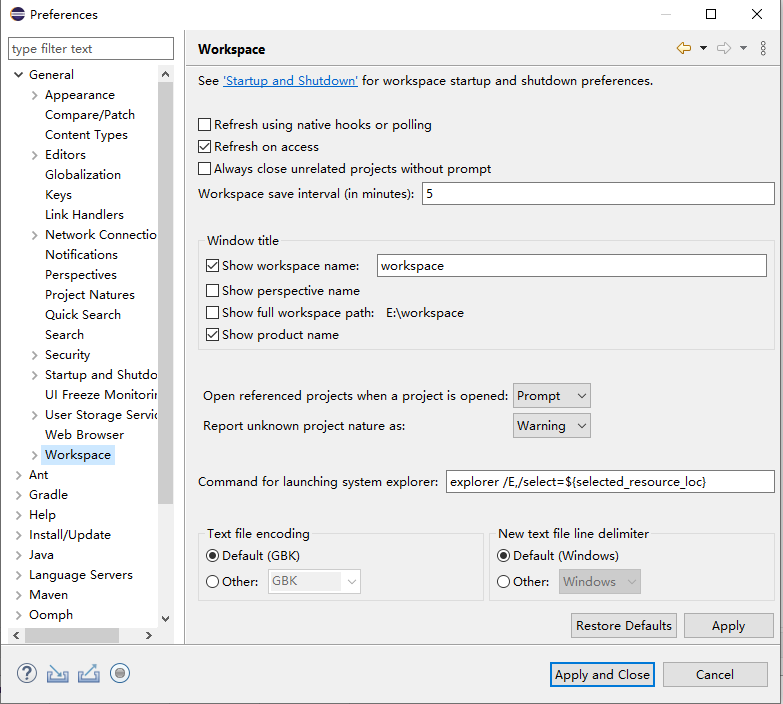 Preferences
type filter text
General
Appearance
Compare/Patch
Content Types
Editors
Globalization
Keys
Link Handlers
Network Connectio
Notifications
Perspectives
Project Natures
Quick Search
Search
Security
Startup and Shutdo
UI Freeze Monitorin
User Storage Servic
Web Browser
Workspace
Ant
Gradle
Help
Install/Update
Java
Language Servers
Maven
Oomph
Workspace
See 'Startup and Shutdown' for workspace startup and shutdown preferences.
Refresh using native hooks or polling
Refresh on access
Always close unrelated projects without prompt
Workspace save interval (in minutes): 5
Window title
Show workspace name: workspace
Show perspective name
Show full workspace path: E:\workspace
Show product name
Open referenced projects when a project is opened: Prompt
Report unknown project nature as: Warning
Command for launching system explorer: explorer /E,/select=${selected_resource_loc}
Text file encoding
Default (GBK)
Other: GBK
New text file line delimiter
Default (Windows)
Other: Windows
Restore Defaults Apply
? Apply and Close Cancel